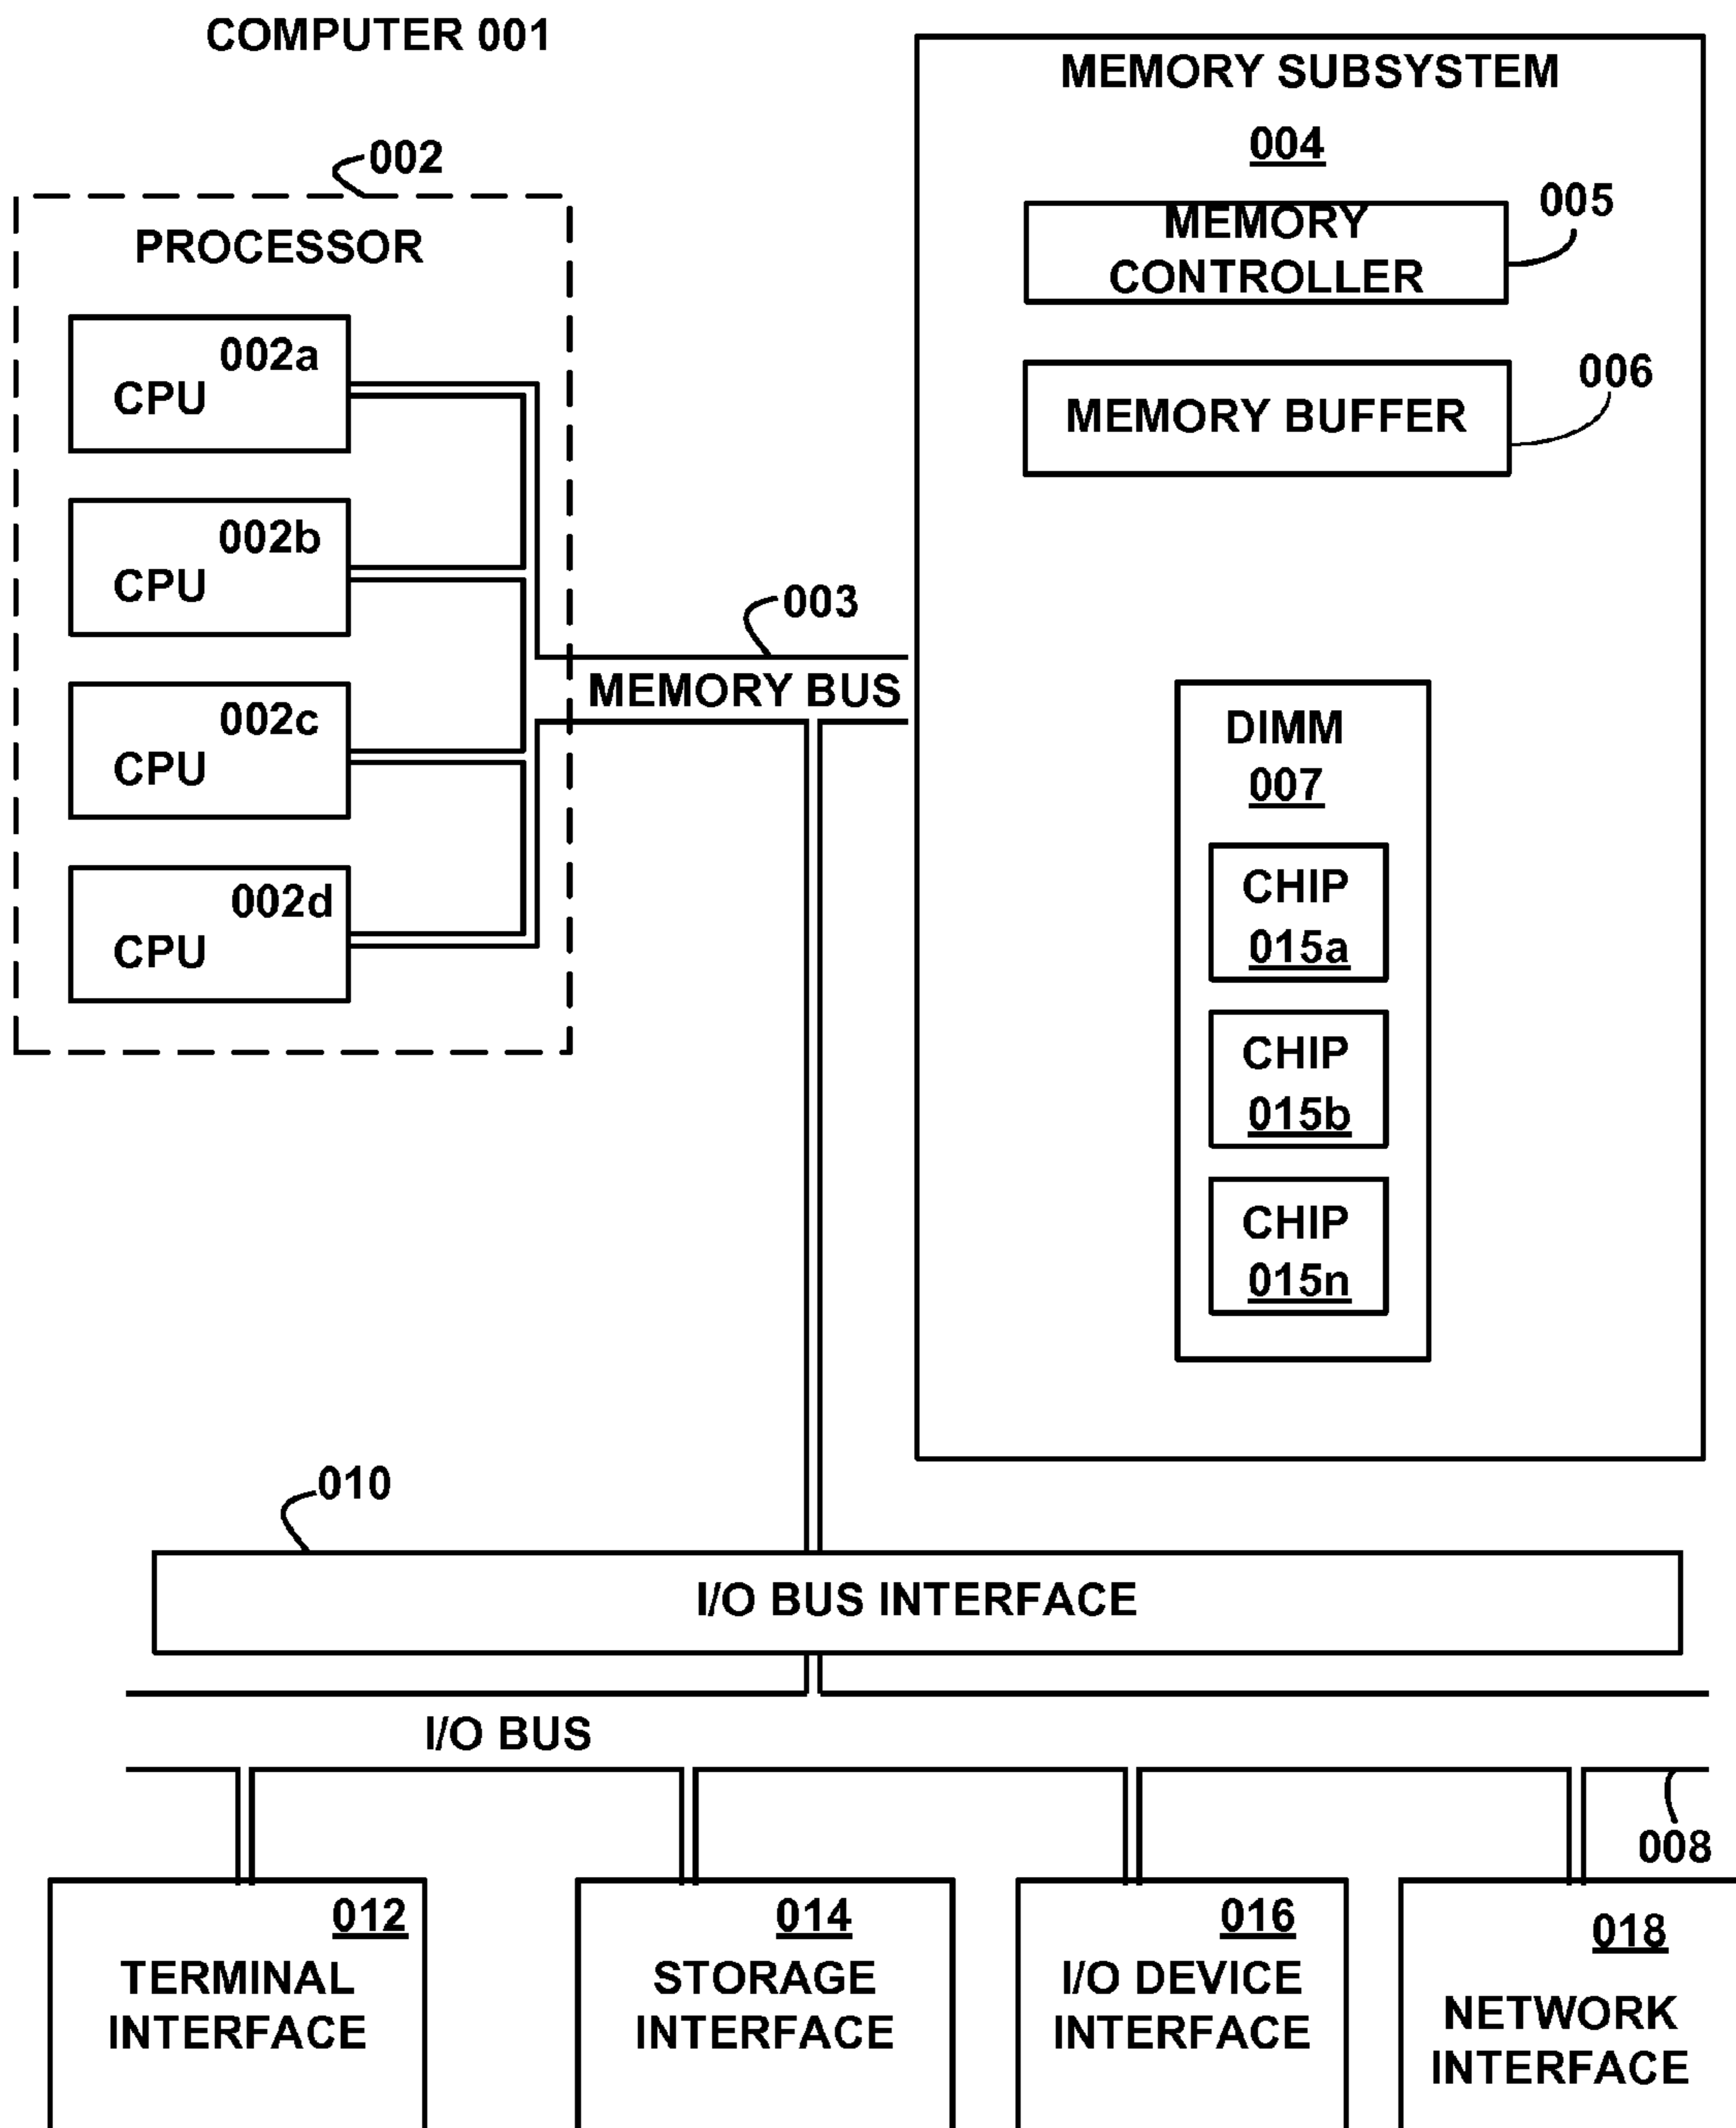 COMPUTER 001
002
PROCESSOR
002a
CPU
002b
CPU
002c
CPU
002d
CPU
003
MEMORY BUS
MEMORY SUBSYSTEM
004
005
MEMORY
CONTROLLER
006
MEMORY BUFFER
DIMM
007
CHIP
015a
CHIP
015b
CHIP
015n
010
I/O BUS INTERFACE
I/O BUS
008
012
TERMINAL
INTERFACE
014
STORAGE
INTERFACE
016
I/O DEVICE
INTERFACE
018
NETWORK
INTERFACE